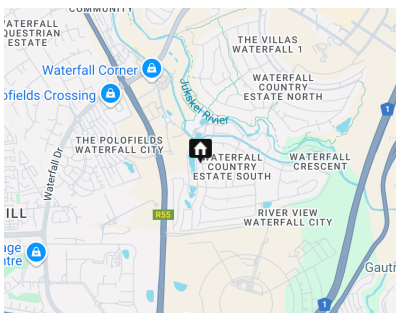 COMMUNITY
WATERFALL
EQUESTRIAN
ESTATE
THE VILLAS
WATERFALL 1
Waterfall Corner
WATERFALL
COUNTRY
ESTATE NORTH
ofields Crossing
Jukskei Rivier
1
THE POLOFIELDS
WATERFALL CITY
Waterfall Dr
WATERFALL
COUNTRY
ESTATE SOUTH
WATERFALL
CRESCENT
ILL
R55
RIVER VIEW
WATERFALL CITY
age
tre
Gautr
1